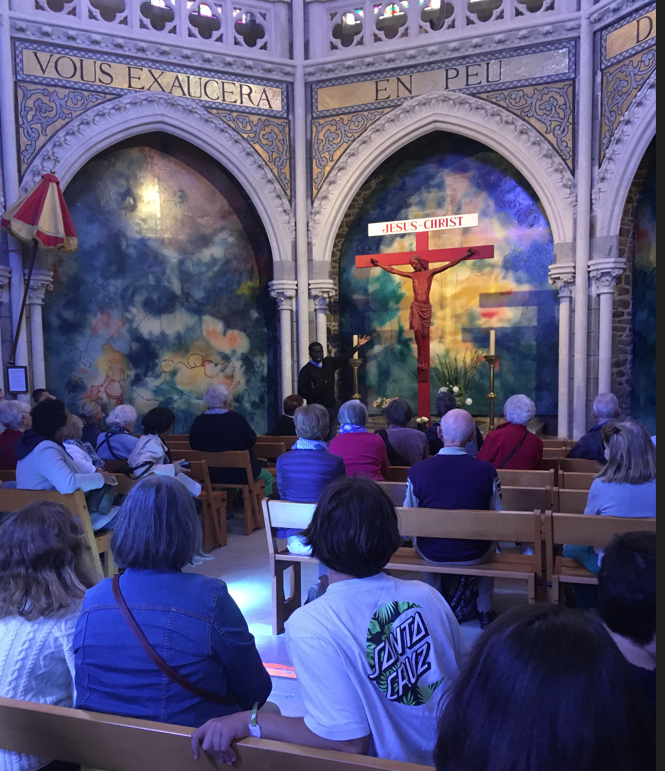 VOUS EXAUCERA
EN PEU
D
JESUS-CHRIST
SANTA
CRUZ